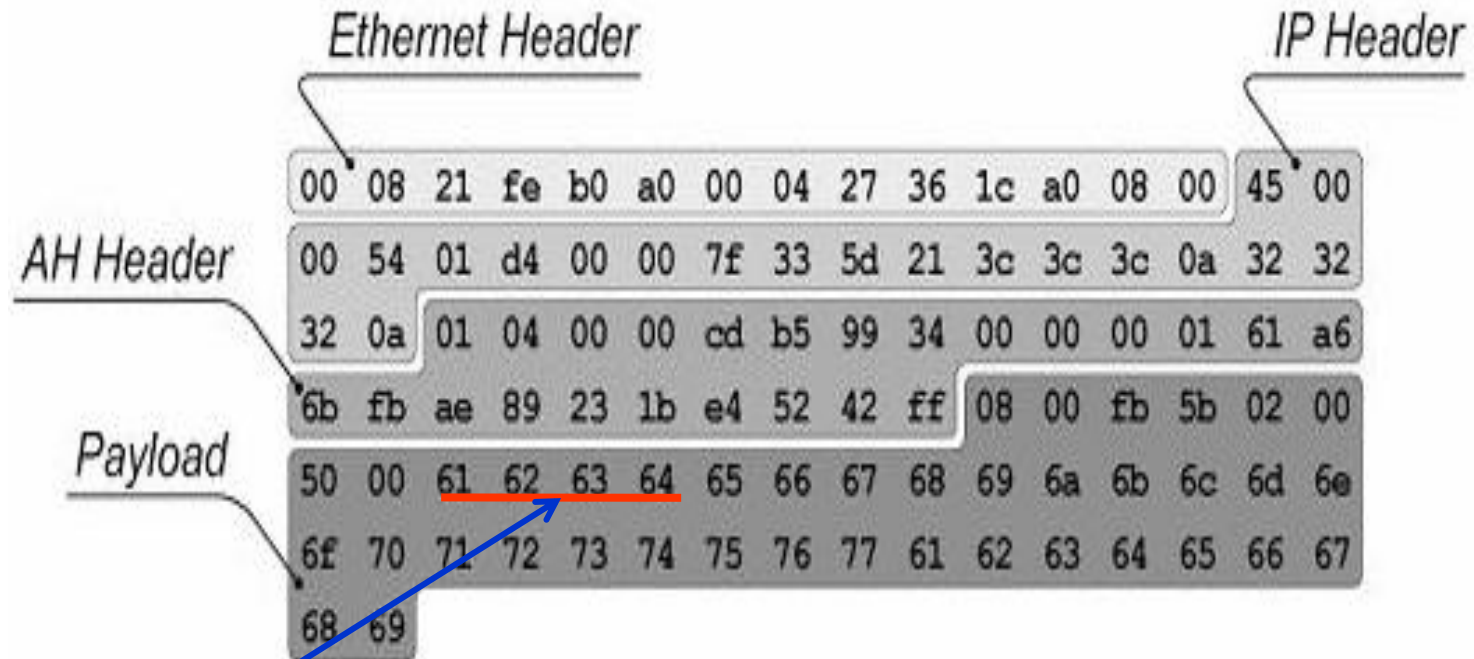 Ethernet Header
IP Header
00 08 21 fe b0 a0 00 04 27 36 1c a0 08 00 45 00
AH Header
00 54 01 d4 00 00 7f 33 5d 21 3c 3c 3c 0a 32 32
32 0a 01 04 00 00 cd b5 99 34 00 00 00 01 61 a6
6b fb ae 89 23 1b e4 52 42 ff 08 00 fb 5b 02 00
Payload
50 00 61 62 63 64 65 66 67 68 69 6a 6b 6c 6d 6e
6f 70 71 72 73 74 75 76 77 61 62 63 64 65 66 67
68 69